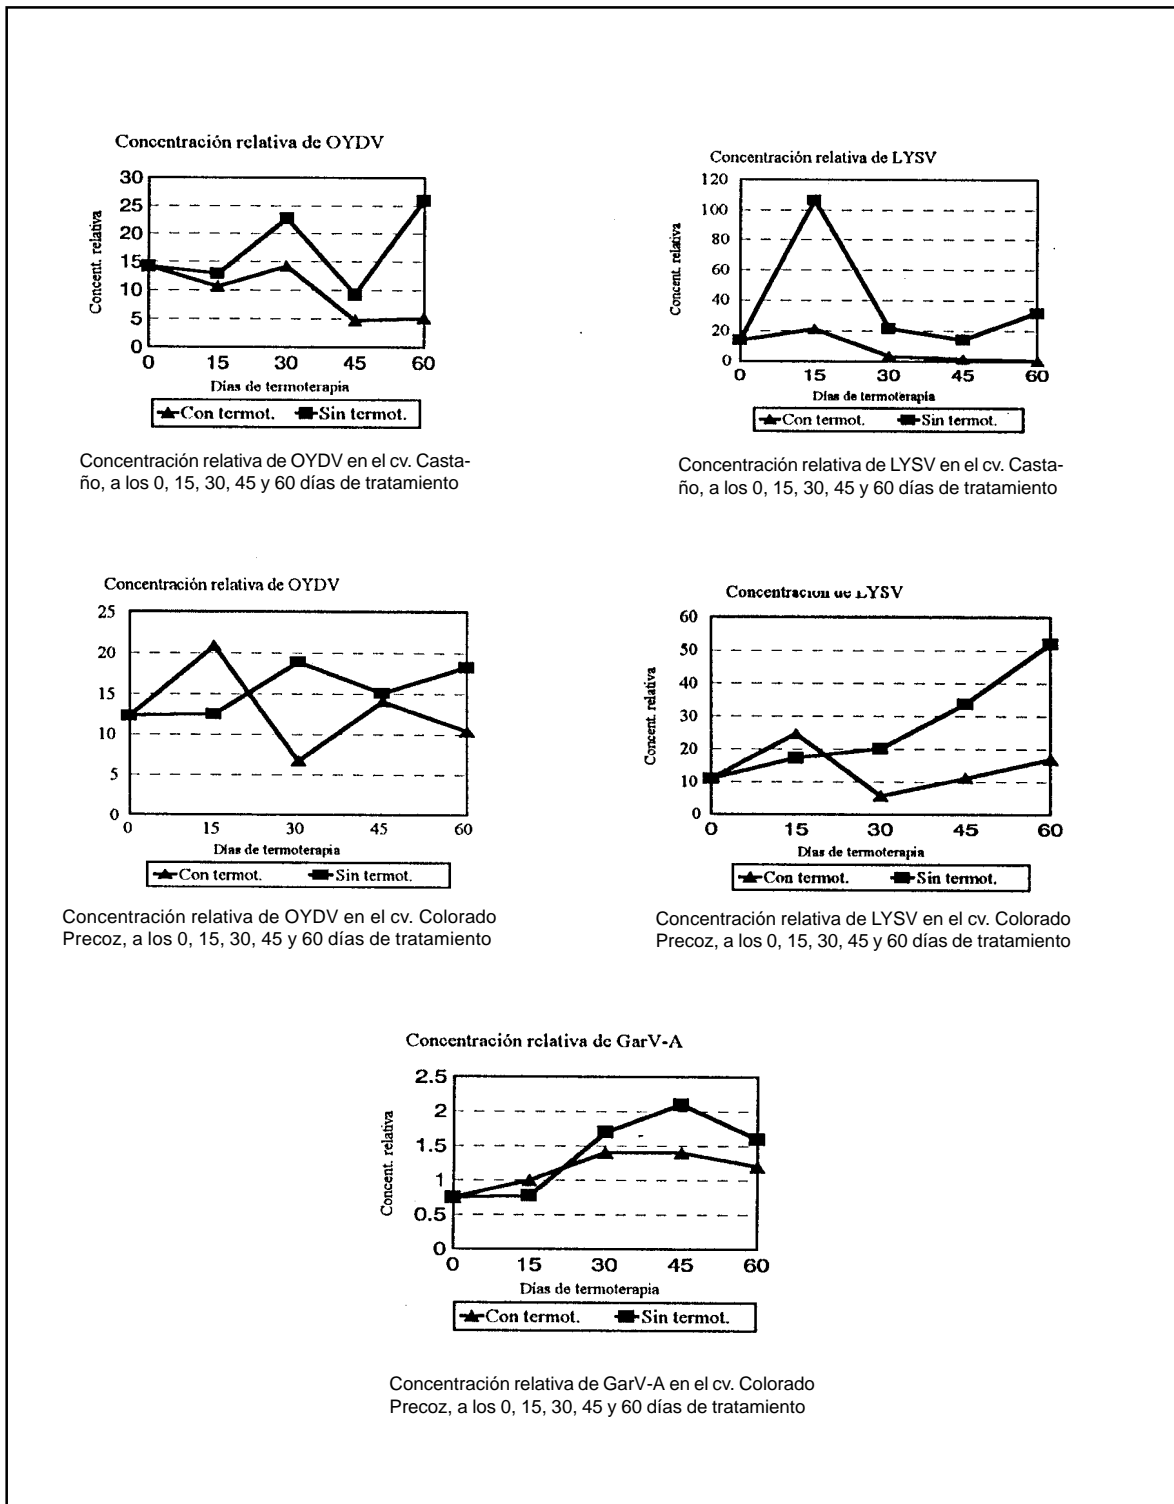 Concentración relativa de OYDV
30
25
20
15
10
5
0
Concent. relativa
0 15 30 45 60
Días de termoterapia
Con termot. Sin termot.
Concentración relativa de OYDV en el cv. Casta-
ño, a los 0, 15, 30, 45 y 60 días de tratamiento
Concentración relativa de LYSV
120
100
80
60
40
20
0
Concent. relativa
0 15 30 45 60
Días de termoterapia
Con termot. Sin termot.
Concentración relativa de LYSV en el cv. Casta-
ño, a los 0, 15, 30, 45 y 60 días de tratamiento
Concentración relativa de OYDV
25
20
15
10
5
0
0 15 30 45 60
Días de termoterapia
Con termot. Sin termot.
Concentración relativa de OYDV en el cv. Colorado
Precoz, a los 0, 15, 30, 45 y 60 días de tratamiento
Concentración de LYSV
60
50
40
30
20
10
0
Concent. relativa
0 15 30 45 60
Días de termoterapia
Con termot. Sin termot.
Concentración relativa de LYSV en el cv. Colorado
Precoz, a los 0, 15, 30, 45 y 60 días de tratamiento
Concentración relativa de GarV-A
2.5
2
1.5
1
0.5
0
Concent. relativa
0 15 30 45 60
Días de termoterapia
Con termot. Sin termot.
Concentración relativa de GarV-A en el cv. Colorado
Precoz, a los 0, 15, 30, 45 y 60 días de tratamiento